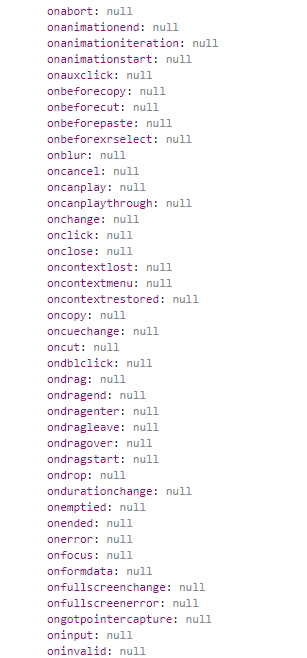 onabort: null
onanimationend: null
onanimationiteration: null
onanimationstart: null
onauxclick: null
onbeforecopy: null
onbeforecut: null
onbeforepaste: null
onbeforexrselect: null
onblur: null
oncancel: null
oncanplay: null
oncanplaythrough: null
onchange: null
onclick: null
onclose: null
oncontextlost: null
oncontextmenu: null
oncontextrestored: null
oncopy: null
oncuechange: null
oncut: null
ondblclick: null
ondrag: null
ondragend: null
ondragenter: null
ondragleave: null
ondragover: null
ondragstart: null
ondrop: null
ondurationchange: null
onemptied: null
onended: null
onerror: null
onfocus: null
onformdata: null
onfullscreenchange: null
onfullscreenerror: null
ongotpointercapture: null
oninput: null
oninvalid: null